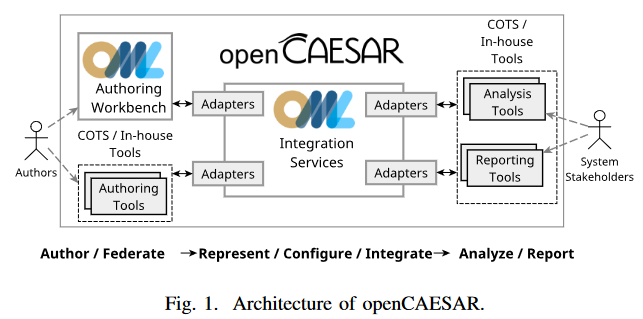 openCAESAR
OML
Authoring
Workbench
COTS / In-house
Tools
Authoring
Tools
Authors
Adapters
Adapters
OML
Integration
Services
Adapters
Adapters
COTS /
In-house
Tools
Analysis
Tools
Reporting
Tools
System
Stakeholders
Author / Federate
Represent / Configure / Integrate
Analyze / Report
Fig. 1. Architecture of openCAESAR.